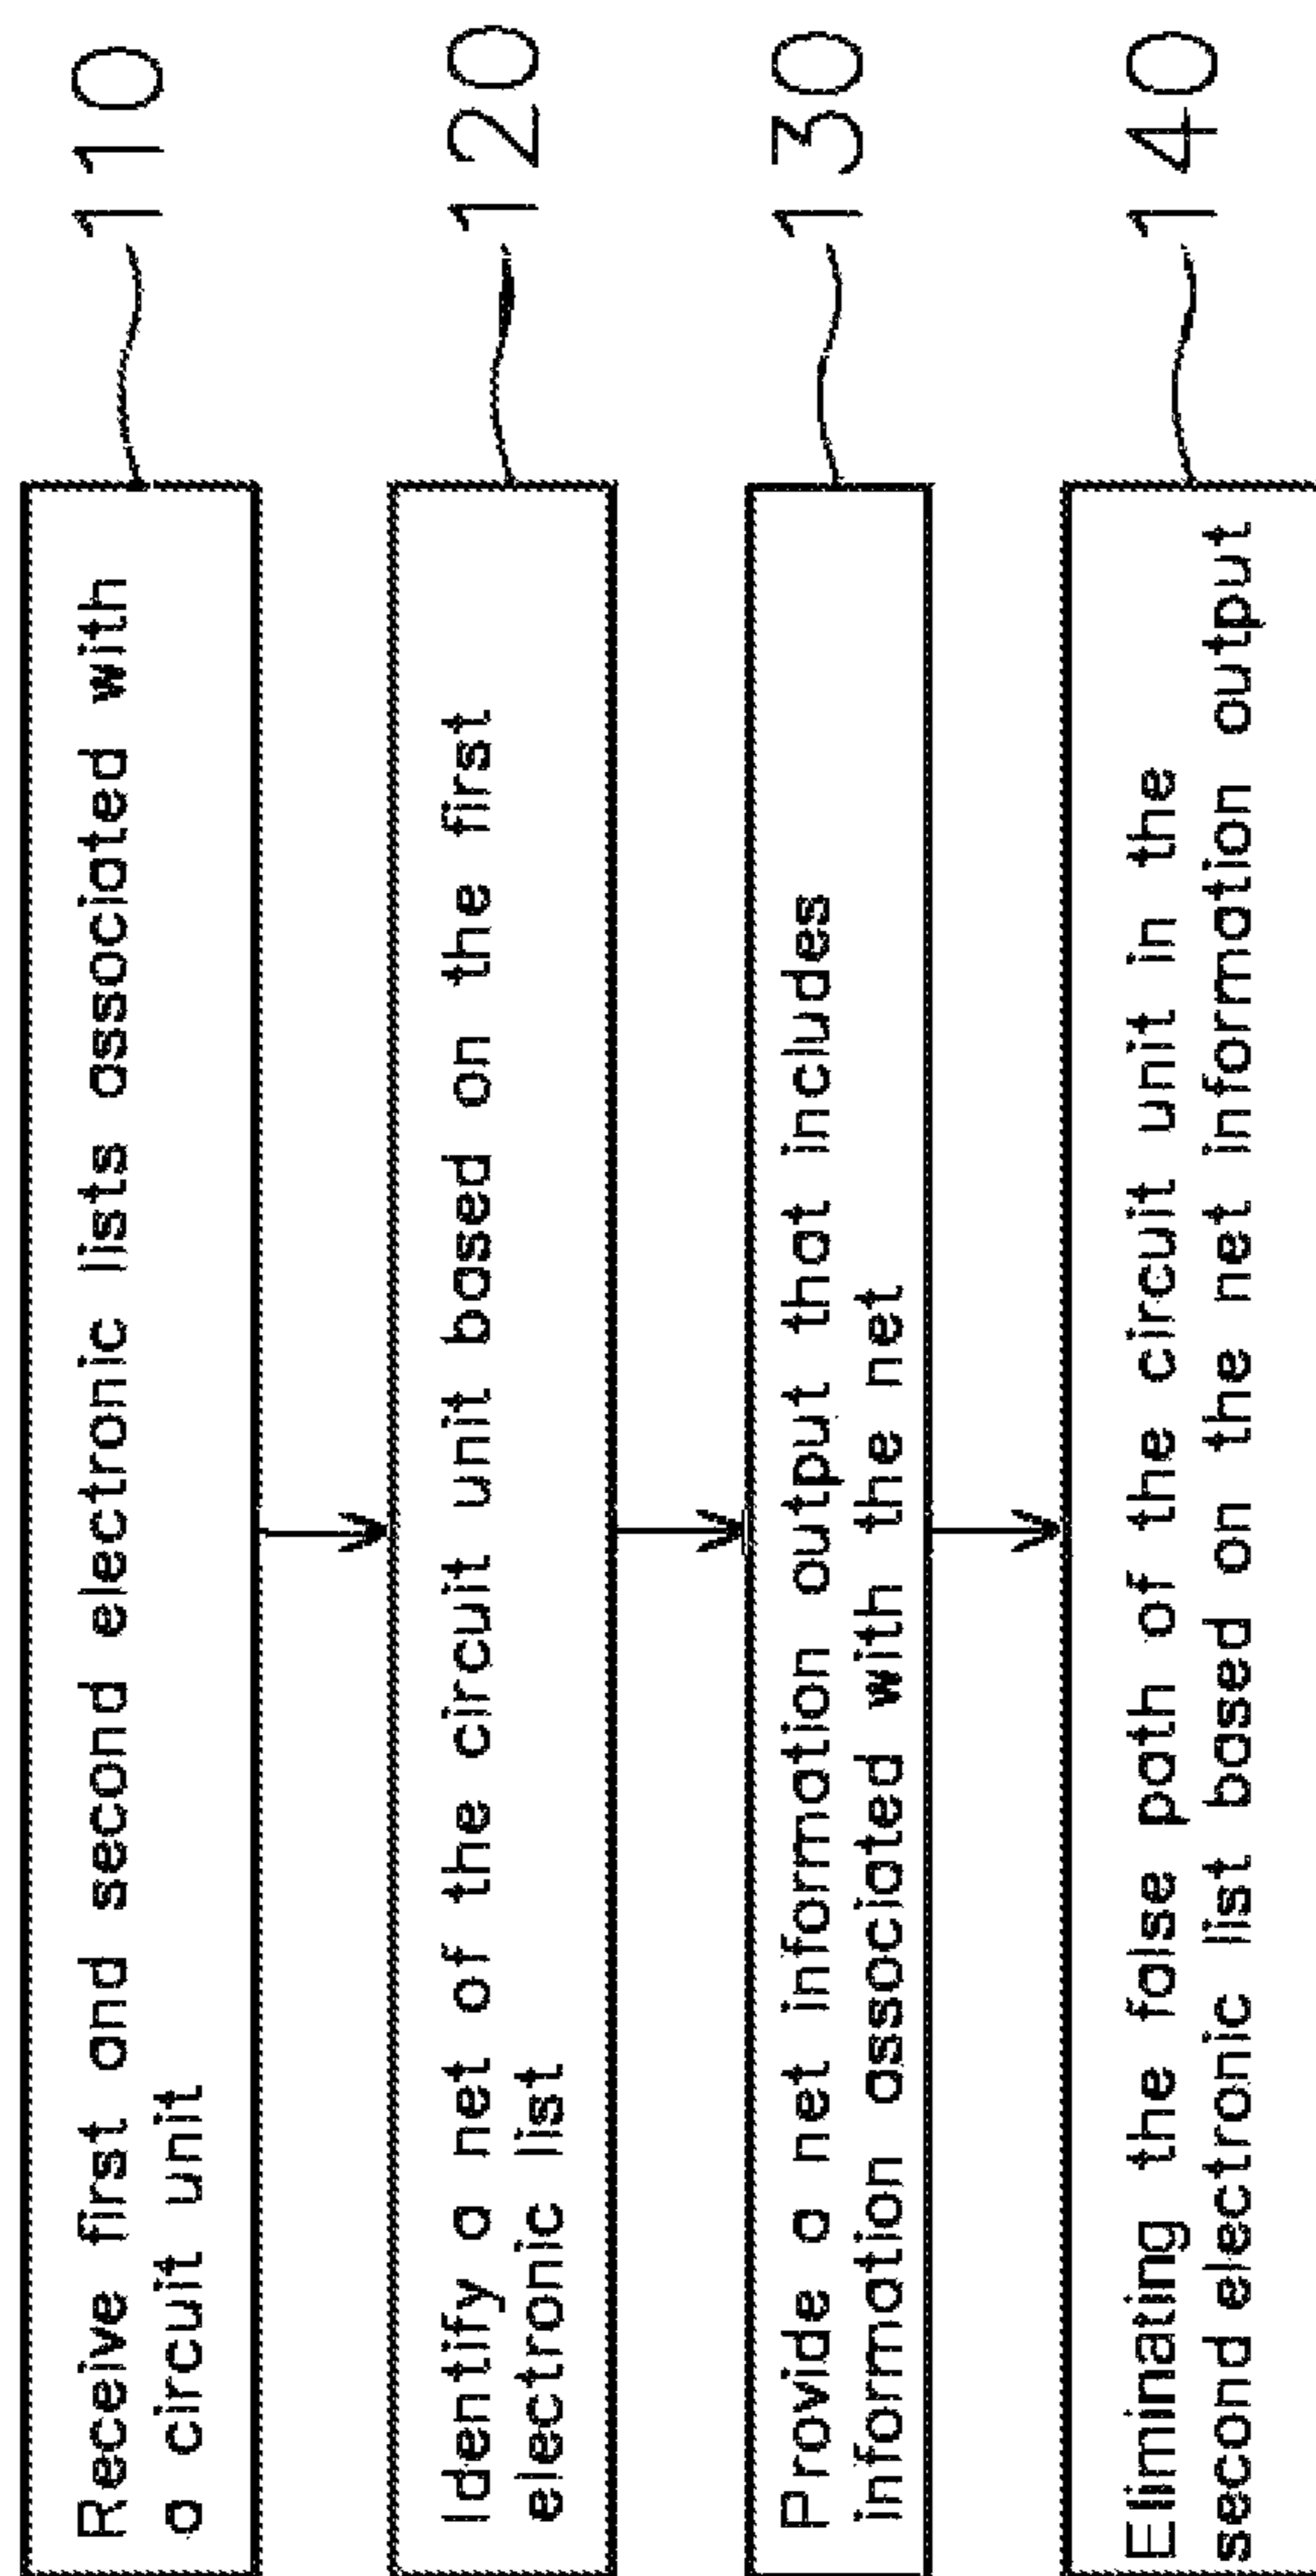 Receive first and second electronic lists associated with
a circuit unit
110
Identify a net of the circuit unit based on the first
electronic list
120
Provide a net information output that includes
information associated with the net
130
Eliminating the false path of the circuit unit in the
second electronic list based on the net information output
140